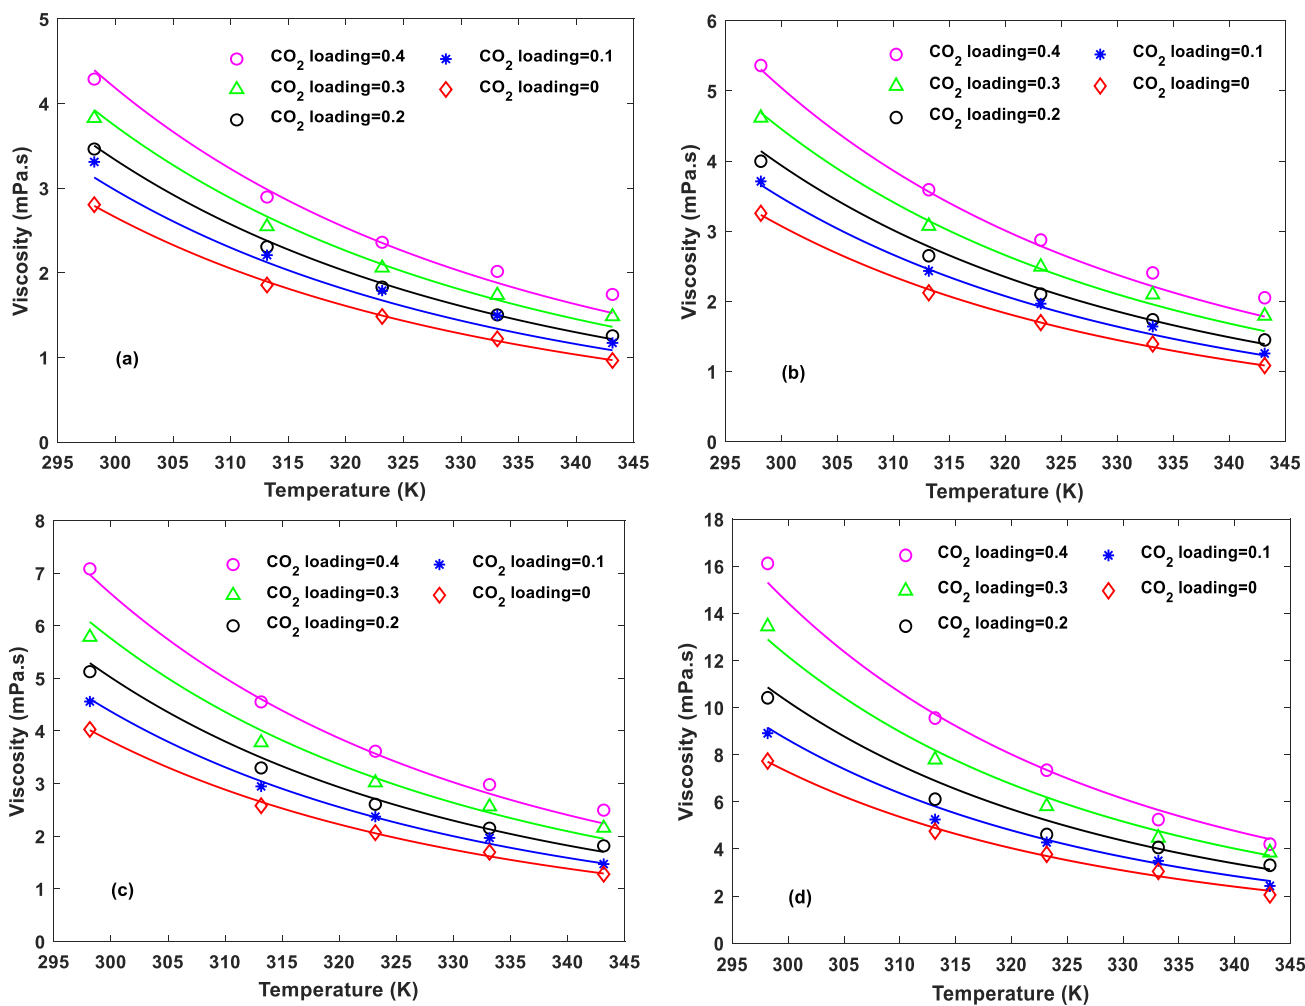 5
4
3
2
1
0
Viscosity (mPa.s)
CO2 loading=0.4
CO2 loading=0.3
CO2 loading=0.2
CO2 loading=0.1
CO2 loading=0
(a)
295 300 305 310 315 320 325 330 335 340 345
Temperature (K)
6
5
4
3
2
1
0
Viscosity (mPa.s)
CO2 loading=0.4
CO2 loading=0.3
CO2 loading=0.2
CO2 loading=0.1
CO2 loading=0
(b)
295 300 305 310 315 320 325 330 335 340 345
Temperature (K)
8
7
6
5
4
3
2
1
0
Viscosity (mPa.s)
CO2 loading=0.4
CO2 loading=0.3
CO2 loading=0.2
CO2 loading=0.1
CO2 loading=0
(c)
295 300 305 310 315 320 325 330 335 340 345
Temperature (K)
18
16
14
12
10
8
6
4
2
0
Viscosity (mPa.s)
CO2 loading=0.4
CO2 loading=0.3
CO2 loading=0.2
CO2 loading=0.1
CO2 loading=0
(d)
295 300 305 310 315 320 325 330 335 340 345
Temperature (K)